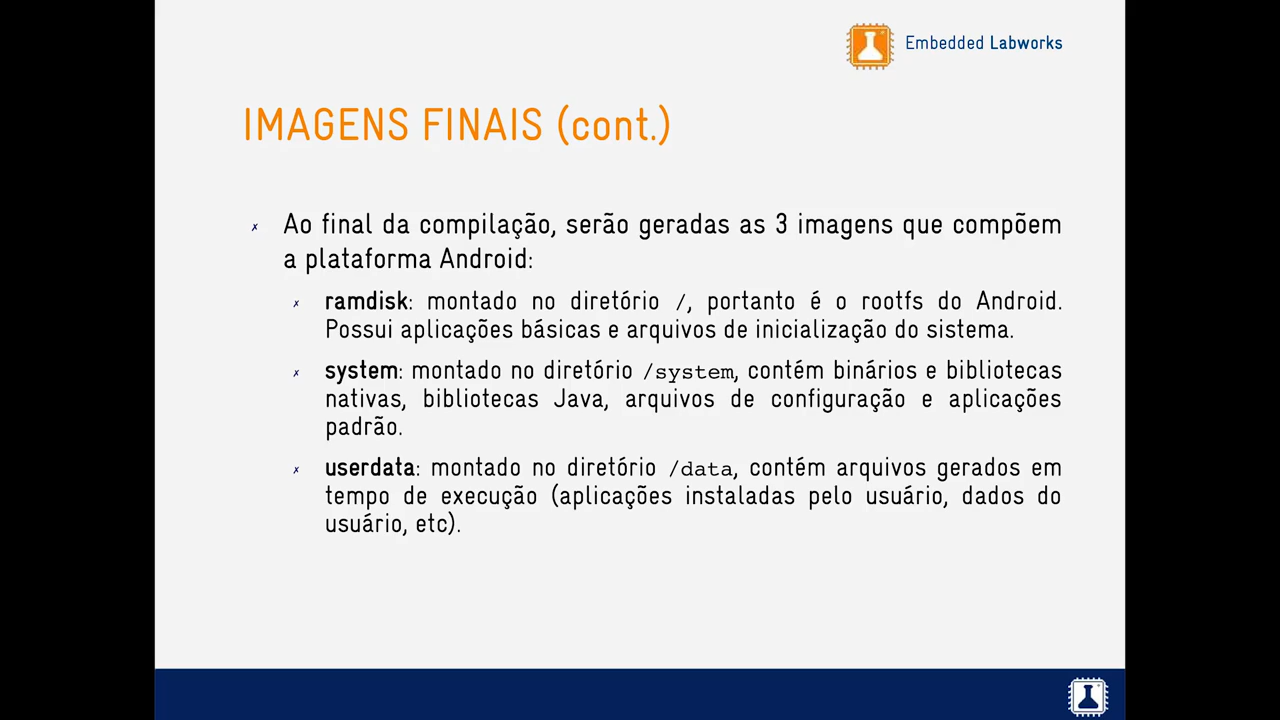 Embedded Labworks
IMAGENS FINAIS (cont.)
Ao final da compilação, serão geradas as 3 imagens que compõem
a plataforma Android:
ramdisk: montado no diretório /, portanto é o rootfs do Android.
Possui aplicações básicas e arquivos de inicialização do sistema.
system: montado no diretório /system, contém binários e bibliotecas
nativas, bibliotecas Java, arquivos de configuração e aplicações
padrão.
userdata: montado no diretório /data, contém arquivos gerados em
tempo de execução (aplicações instaladas pelo usuário, dados do
usuário, etc).